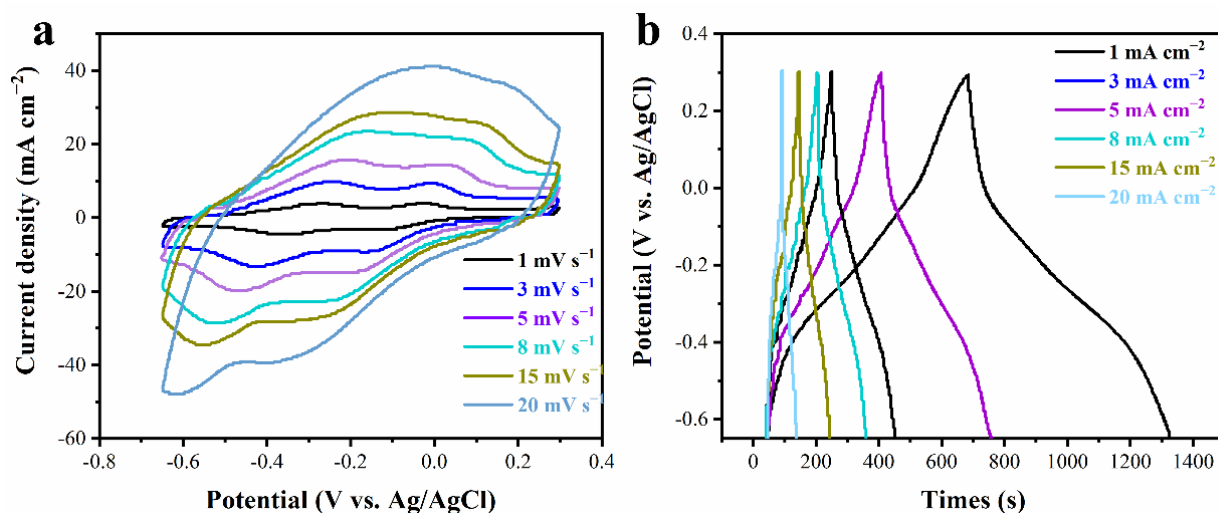 a
Current density (mA cm⁻²)
60
40
20
0
-20
-40
-60
-0.8
-0.6
-0.4
-0.2
0.0
0.2
0.4
Potential (V vs. Ag/AgCl)
1 mV s⁻¹
3 mV s⁻¹
5 mV s⁻¹
8 mV s⁻¹
15 mV s⁻¹
20 mV s⁻¹
b
Potential (V vs. Ag/AgCl)
0.4
0.2
0.0
-0.2
-0.4
-0.6
0
200
400
600
800
1000
1200
1400
Times (s)
1 mA cm⁻²
3 mA cm⁻²
5 mA cm⁻²
8 mA cm⁻²
15 mA cm⁻²
20 mA cm⁻²